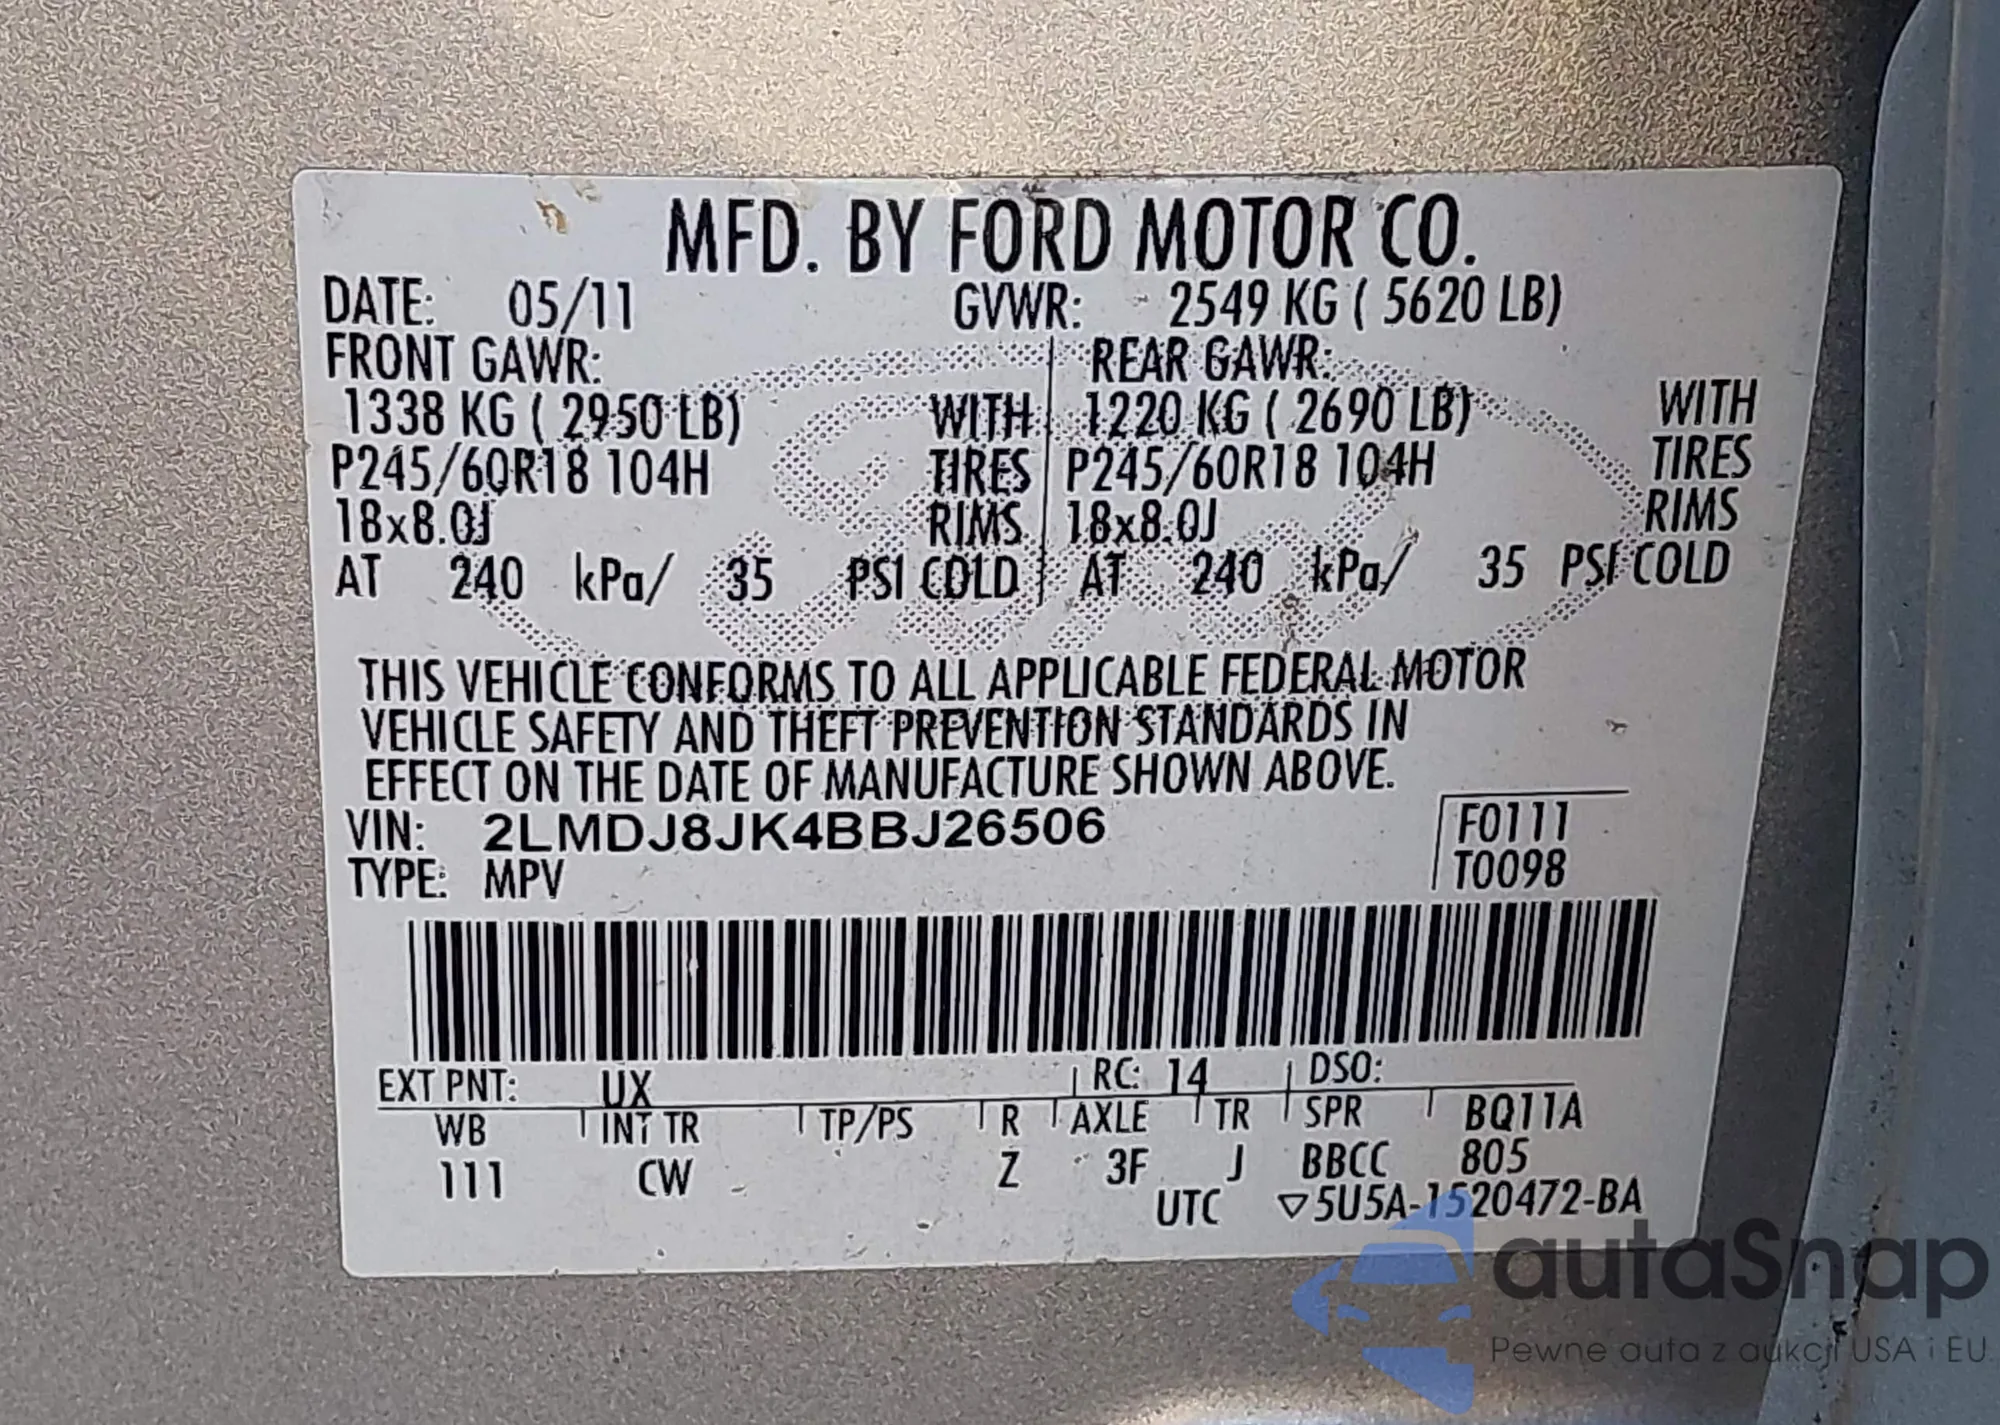 MFD. BY FORD MOTOR CO.
DATE: 05/11 GVWR: 2549 KG ( 5620 LB)
FRONT GAWR: REAR GAWR:
1338 KG ( 2950 LB) WITH 1220 KG ( 2690 LB) WITH
P245/60R18 104H TIRES P245/60R18 104H TIRES
18x8.0J RIMS 18x8.0J RIMS
AT 240 kPa/ 35 PSI COLD AT 240 kPa/ 35 PSI COLD
THIS VEHICLE CONFORMS TO ALL APPLICABLE FEDERAL MOTOR
VEHICLE SAFETY AND THEFT PREVENTION STANDARDS IN
EFFECT ON THE DATE OF MANUFACTURE SHOWN ABOVE.
VIN: 2LMDJ8JK4BBJ26506 F0111
TYPE: MPV T0098
EXT PNT: UX RC: 14 DSO:
WB INT TR TP/PS R AXLE TR SPR BQ11A
111 CW Z 3F J BBCC 805
UTC ▽5U5A-1520472-BA
autaSnap
Pewne auta z aukcji USA i EU